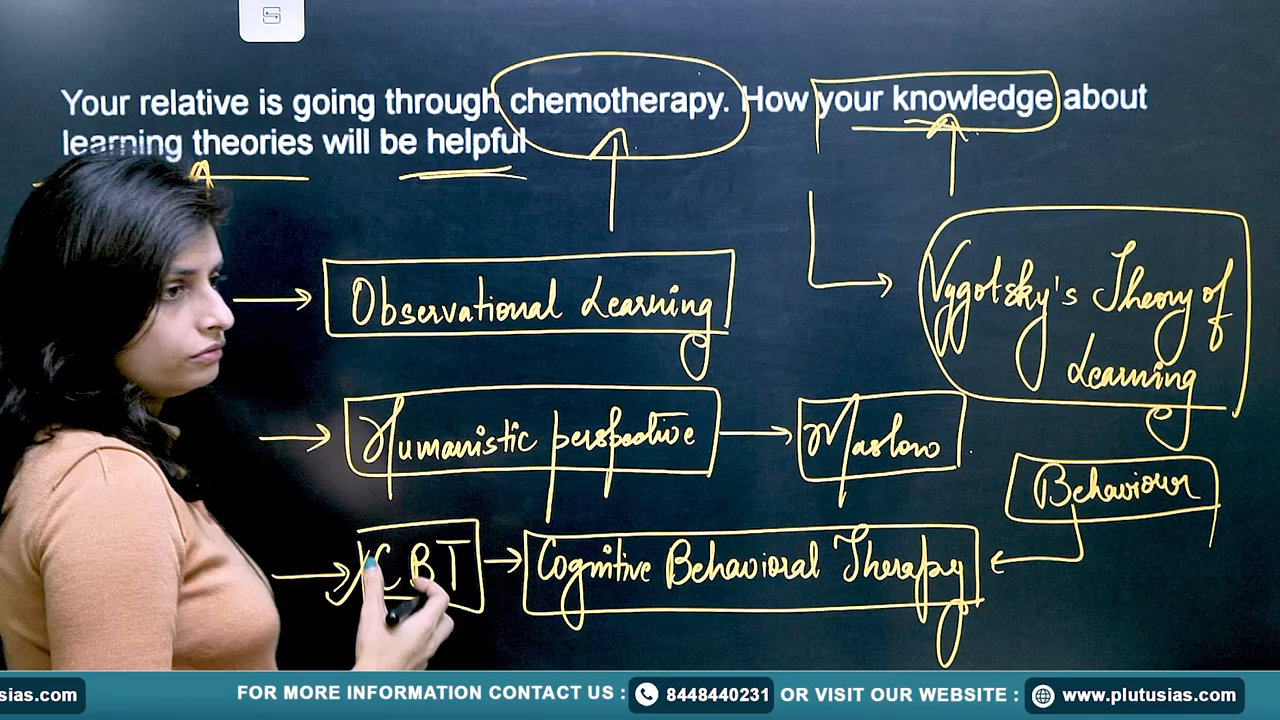 Your relative is going through chemotherapy. How your knowledge about
learning theories will be helpful
Observational Learning
Vygotsky's Theory of
Learning
Humanistic perspective
Maslow
Behaviour
CBT
Cognitive Behavioral Therapy
sias.com
FOR MORE INFORMATION CONTACT US : 8448440231 OR VISIT OUR WEBSITE : www.plutusias.com